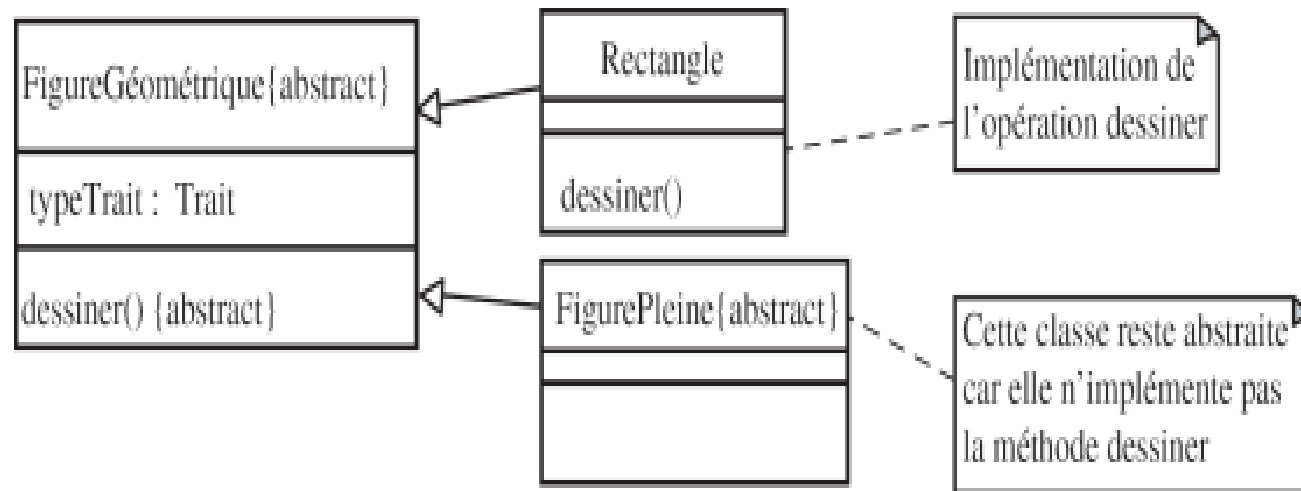 FigureGéométrique{abstract}
typeTrait : Trait
dessiner() {abstract}
Rectangle
dessiner()
Implémentation de
l'opération dessiner
FigurePleine{abstract}
Cette classe reste abstraite
car elle n'implémente pas
la méthode dessiner